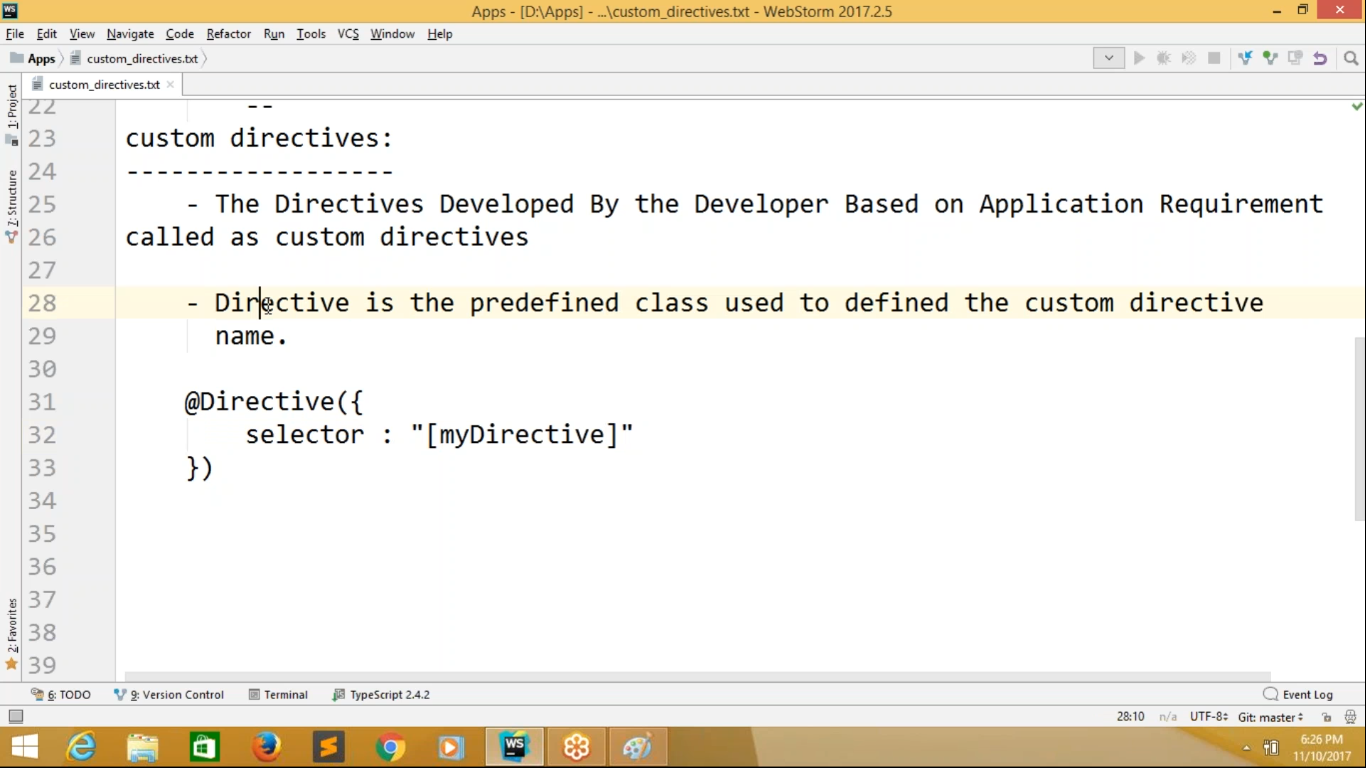 WS
Apps - [D:\Apps] - ...\custom_directives.txt - WebStorm 2017.2.5
File Edit View Navigate Code Refactor Run Tools VCS Window Help
Apps custom_directives.txt
custom_directives.txt
1: Project
Z: Structure
2: Favorites
22 --
23 custom directives:
24 ------------------
25 - The Directives Developed By the Developer Based on Application Requirement
26 called as custom directives
27
28 - Directive is the predefined class used to defined the custom directive
29 name.
30
31 @Directive({
32 selector : "[myDirective]"
33 })
34
35
36
37
38
39
6: TODO 9: Version Control Terminal TypeScript 2.4.2 Event Log
28:10 n/a UTF-8 Git: master
WS
6:26 PM
11/10/2017